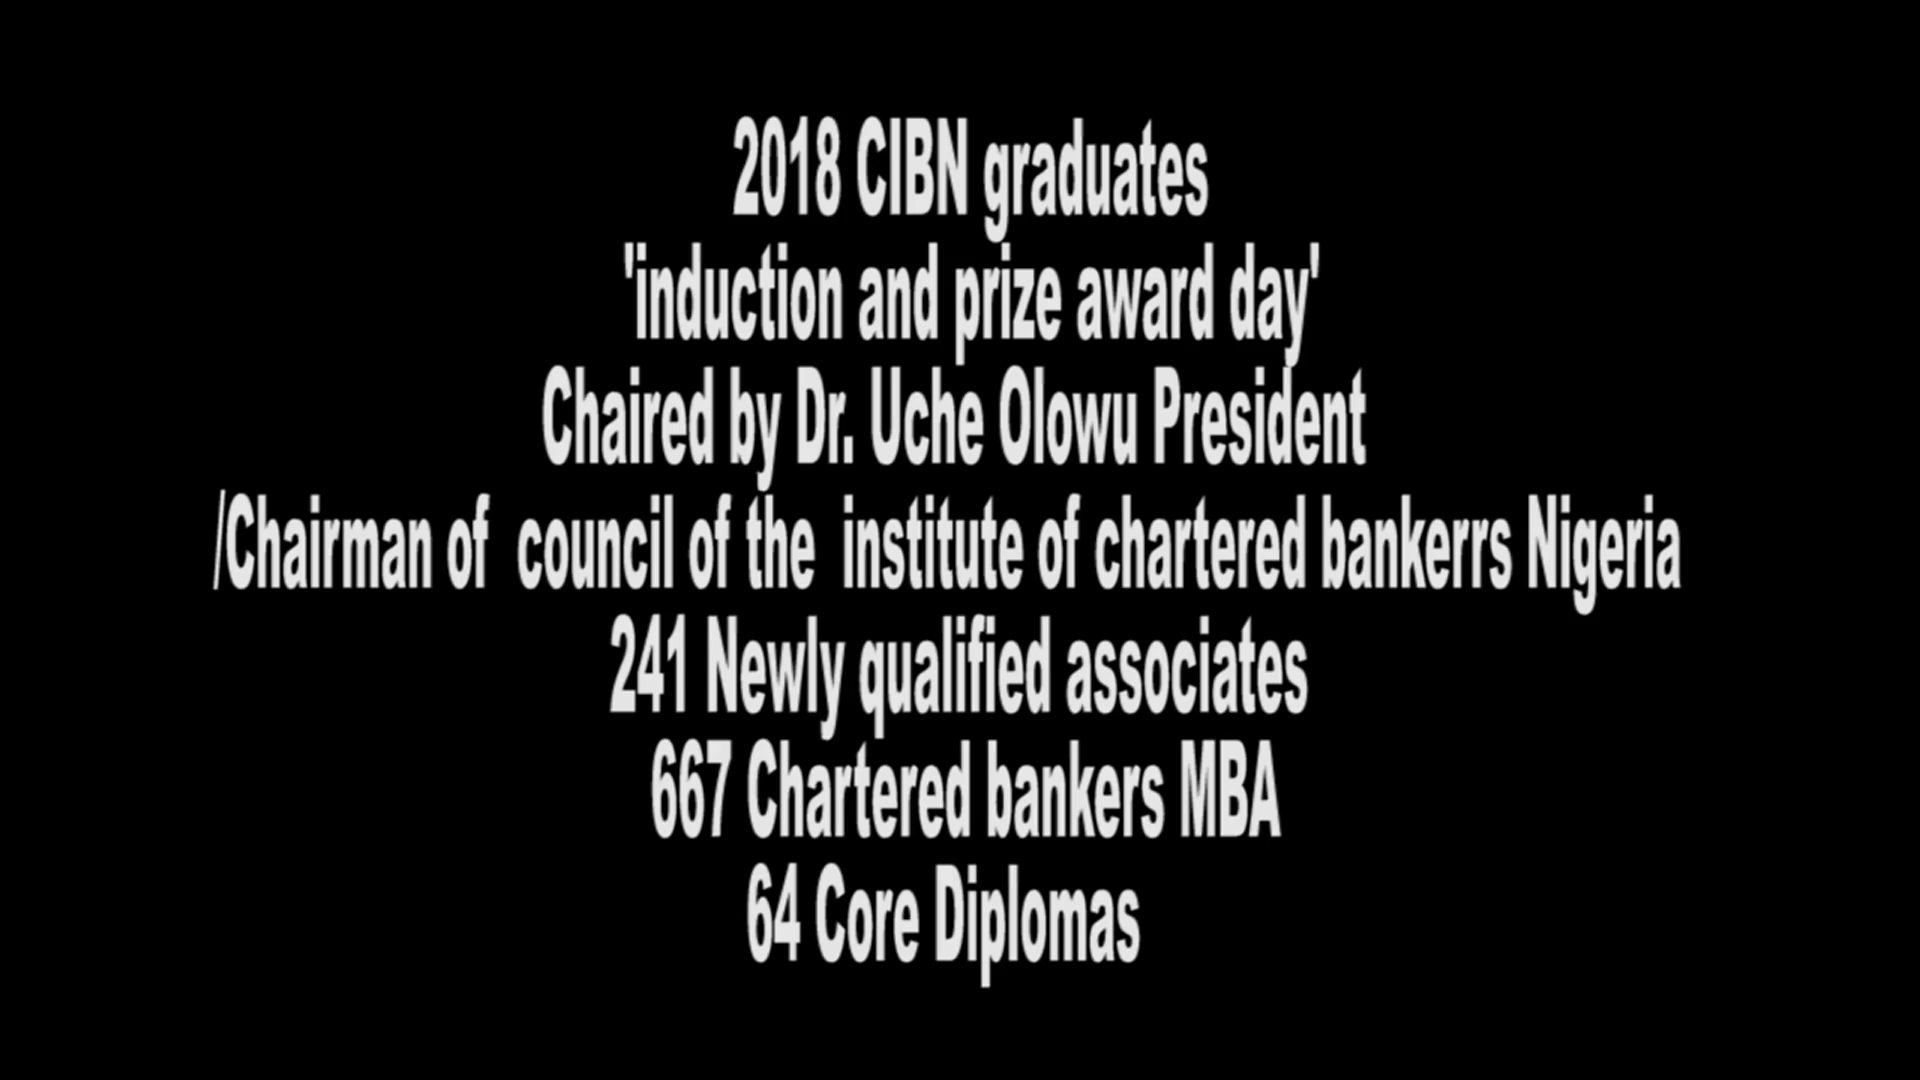 2018 CIBN graduates
'induction and prize award day'
Chaired by Dr. Uche Olowu President
/Chairman of  council of the  institute of chartered bankerrs Nigeria
241 Newly qualified associates
667 Chartered bankers MBA
64 Core Diplomas